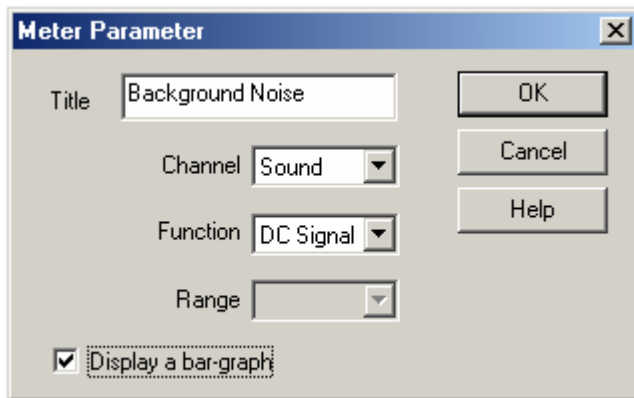 Meter Parameter
Title Background Noise OK
Channel Sound Cancel
Function DC Signal Help
Range
Display a bar-graph